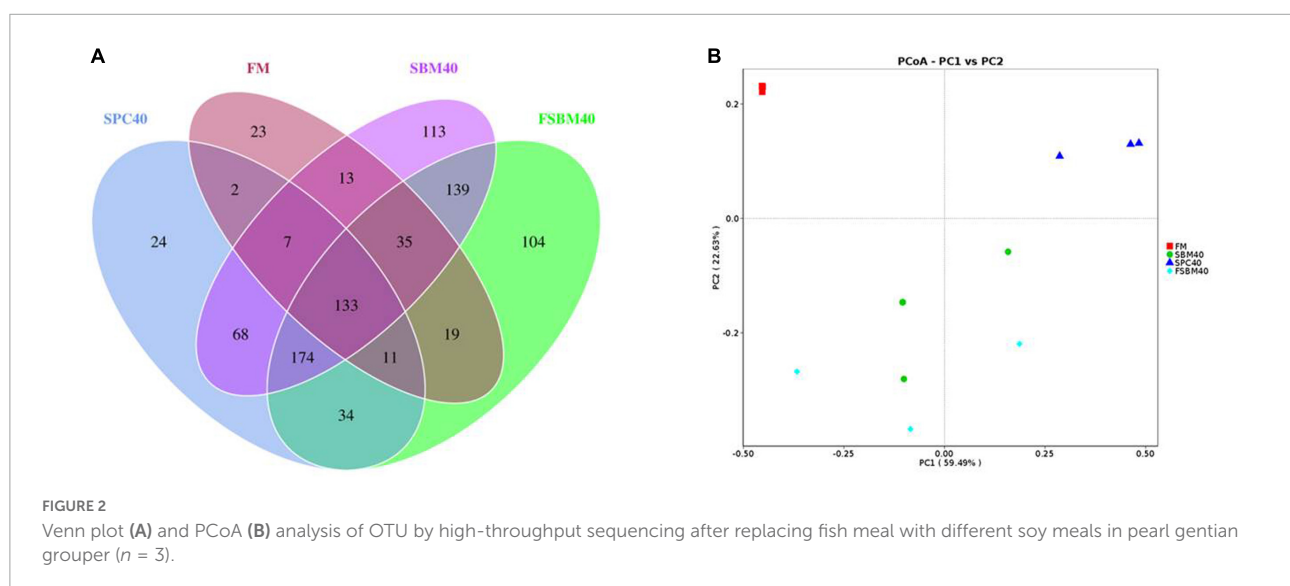 A
FM
SBM40
SPC40
FSBM40
23
113
2
13
139
24
7
35
104
133
68
19
174
11
34
B
PCoA - PC1 vs PC2
0.2
0.0
-0.2
PC2 ( 22.63% )
-0.50
-0.25
0.00
0.25
0.50
PC1 ( 59.49% )
FM
SBM40
SPC40
FSBM40
FIGURE 2
Venn plot (A) and PCoA (B) analysis of OTU by high-throughput sequencing after replacing fish meal with different soy meals in pearl gentian
grouper (n = 3).